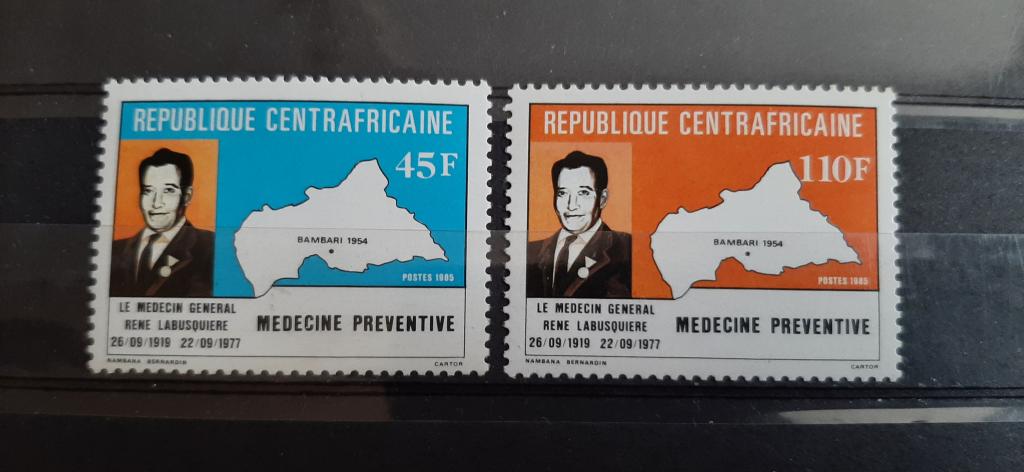 REPUBLIQUE CENTRAFRICAINE
45F
BAMBARI 1954
POSTES 1985
LE MEDECIN GENERAL
RENE LABUSQUIERE
26/09/1919 22/09/1977
MEDECINE PREVENTIVE
NAMBANA BERNARDIN
CARTOR
REPUBLIQUE CENTRAFRICAINE
110F
BAMBARI 1954
POSTES 1985
LE MEDECIN GENERAL
RENE LABUSQUIERE
26/09/1919 22/09/1977
MEDECINE PREVENTIVE
NAMBANA BERNARDIN
CARTOR